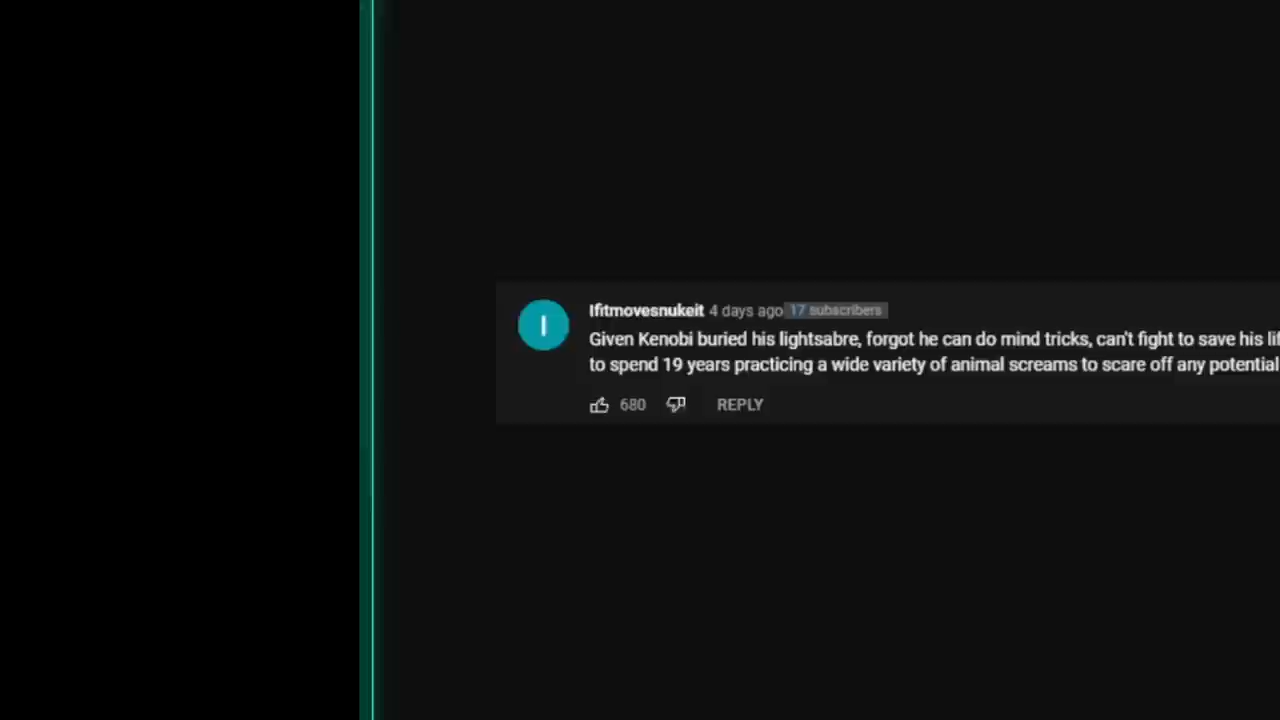 I
Ifitmovesnukeit 4 days ago 17 subscribers
Given Kenobi buried his lightsabre, forgot he can do mind tricks, can't fight to save his
to spend 19 years practicing a wide variety of animal screams to scare off any potential
680 REPLY